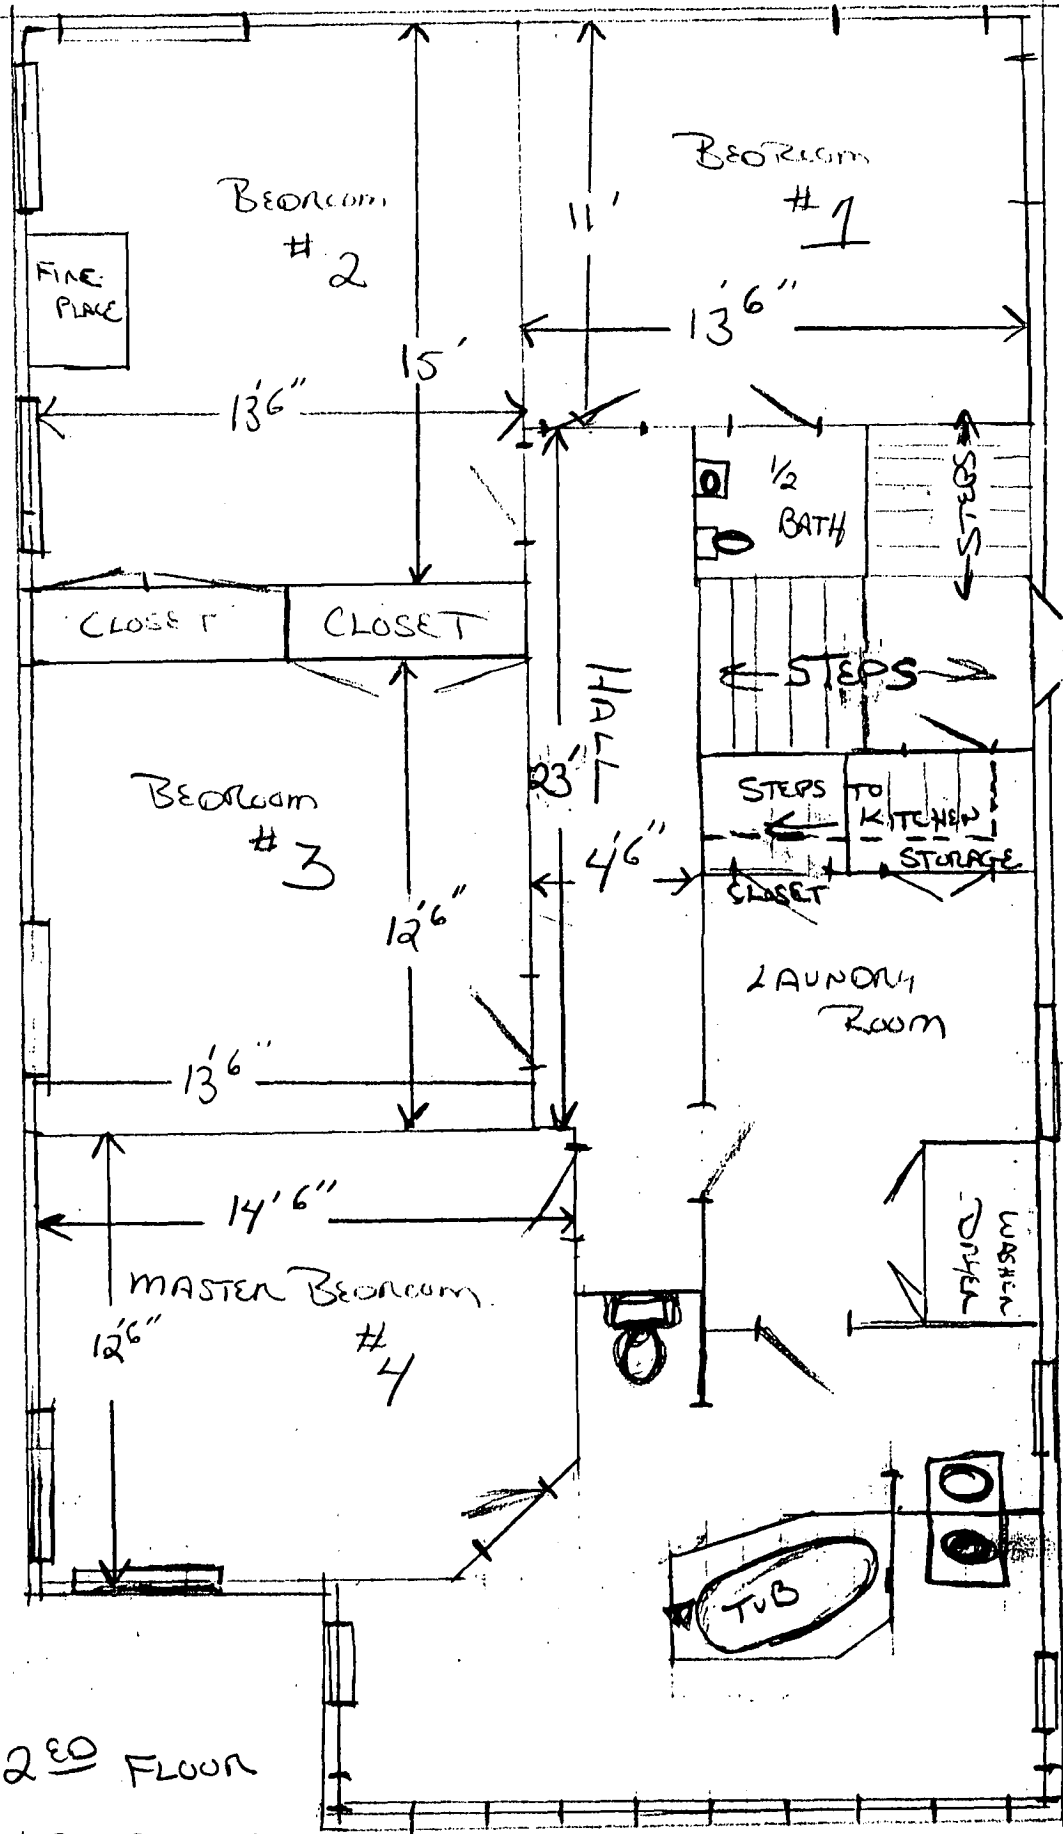 BEDROOM
# 2
BEDROOM
# 1
FIRE
PLACE
11'
13'6"
15'
13'6"
STEPS
1/2
BATH
CLOSET
CLOSET
HALL
STEPS
23'
BEDROOM
# 3
STEPS TO
KITCHEN
STORAGE
4'6"
CLOSET
12'6"
LAUNDRY
ROOM
13'6"
14'6"
WASHER
DRYER
MASTER BEDROOM
# 4
12'6"
TUB
2ED FLOOR